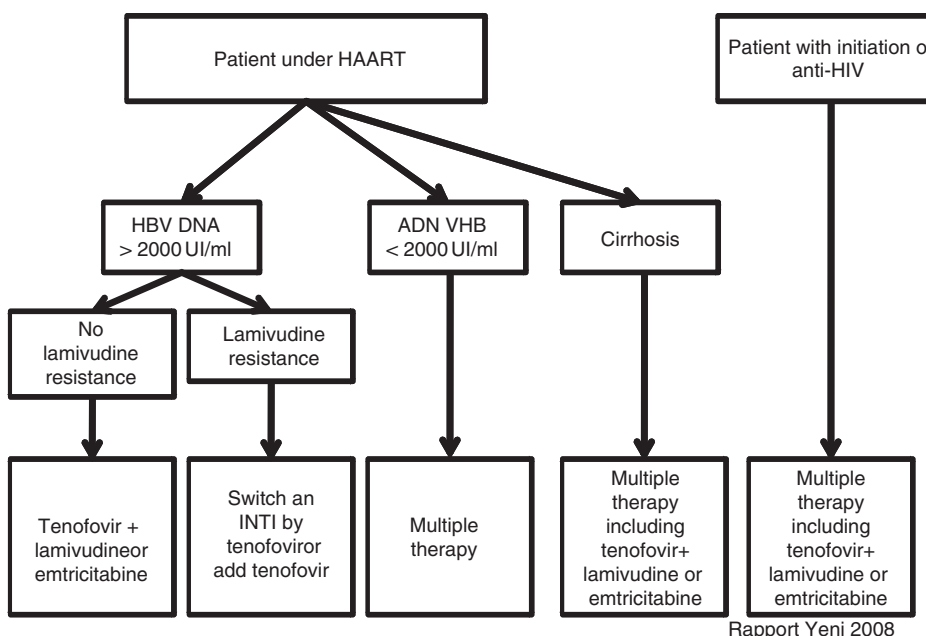 Patient under HAART
Patient with initiation o
anti-HIV
HBV DNA
> 2000 UI/ml
ADN VHB
< 2000 UI/ml
Cirrhosis
No
lamivudine
resistance
Lamivudine
resistance
Tenofovir +
lamivudineor
emtricitabine
Switch an
INTI by
tenofoviror
add tenofovir
Multiple
therapy
Multiple
therapy
including
tenofovir+
lamivudine or
emtricitabine
Multiple
therapy
including
tenofovir+
lamivudine or
emtricitabine
Rapport Yeni 2008